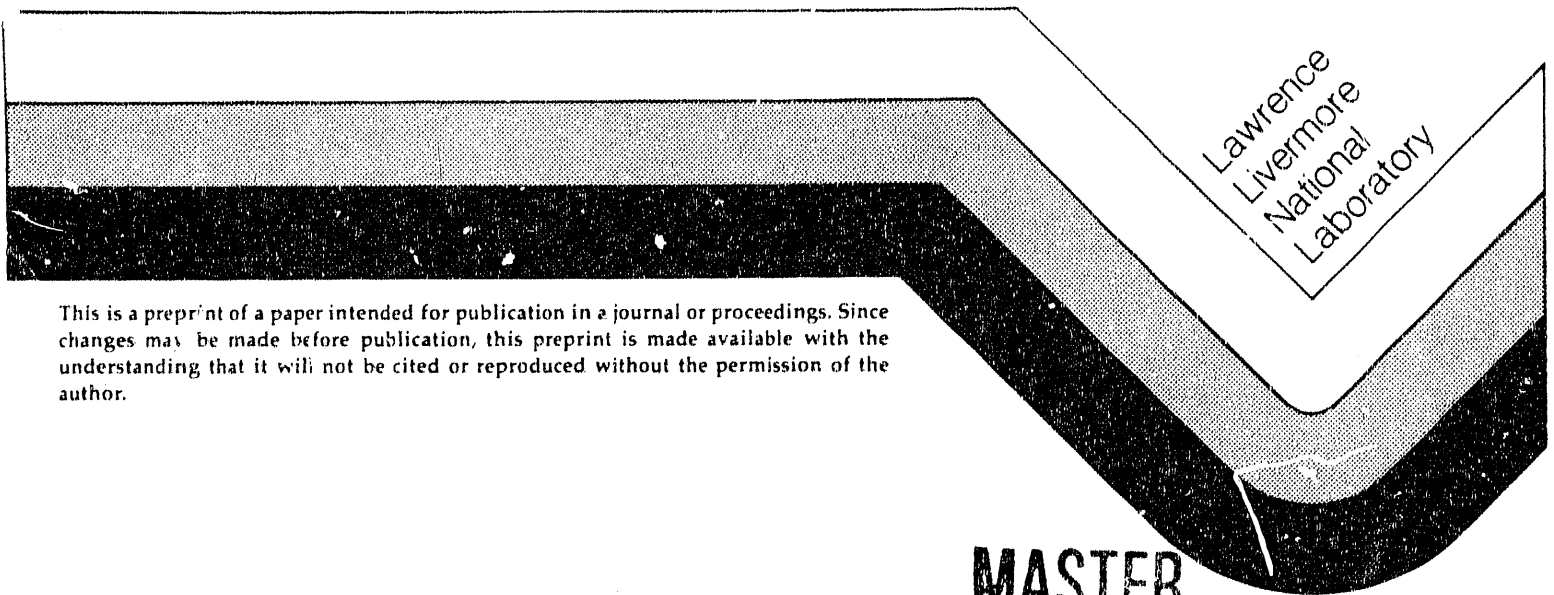 Lawrence
Livermore
National
Laboratory
This is a preprint of a paper intended for publication in a journal or proceedings. Since
changes may be made before publication, this preprint is made available with the
understanding that it will not be cited or reproduced without the permission of the
author.
MASTER